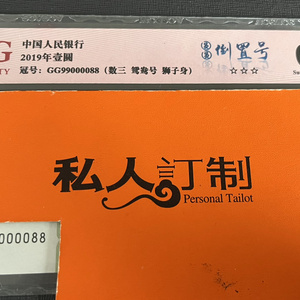 G
中国人民银行
2019年壹圆
TY
冠号：GG99000088（数三 鸳鸯号 狮子身）
倒置号
☆☆☆
私人訂制
Personal Tailot
000088